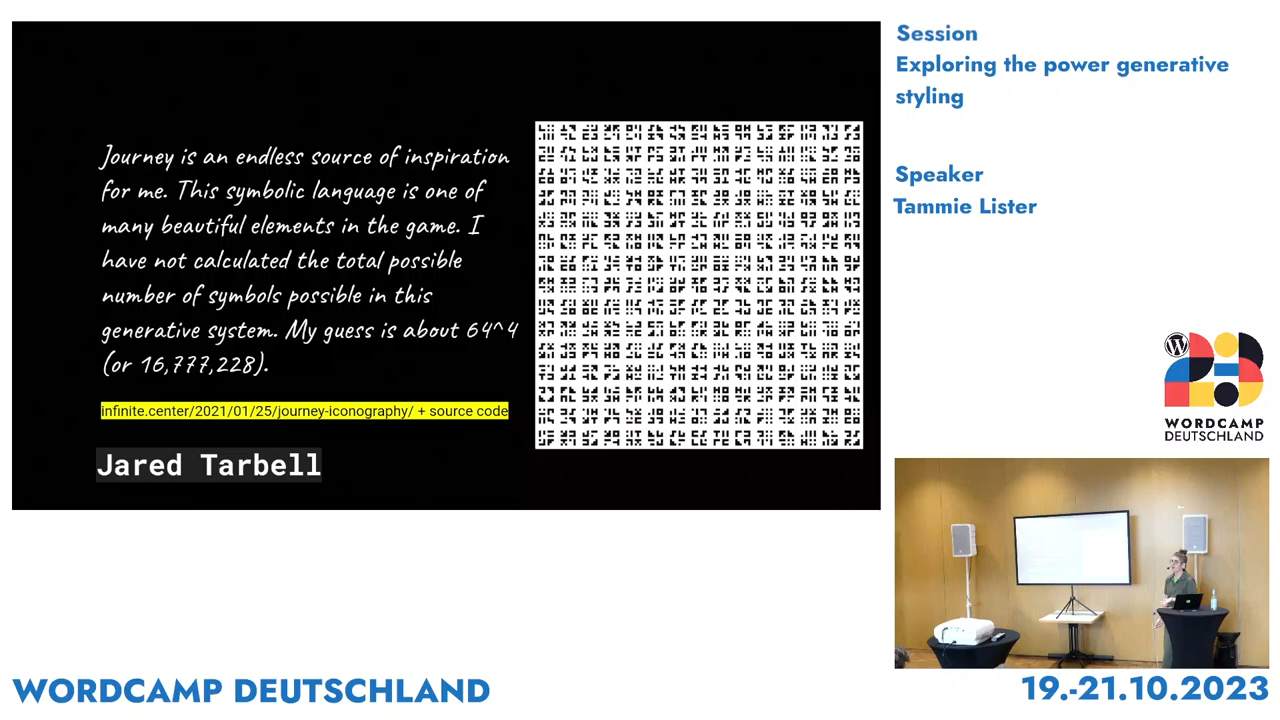 Journey is an endless source of inspiration
for me. This symbolic language is one of
many beautiful elements in the game. I
have not calculated the total possible
number of symbols possible in this
generative system. My guess is about 64^4
(or 16,777,228).
infinite.center/2021/01/25/journey-iconography/ + source code
Jared Tarbell
Session
Exploring the power generative
styling
Speaker
Tammie Lister
WORDCAMP
DEUTSCHLAND
WORDCAMP DEUTSCHLAND
19.-21.10.2023